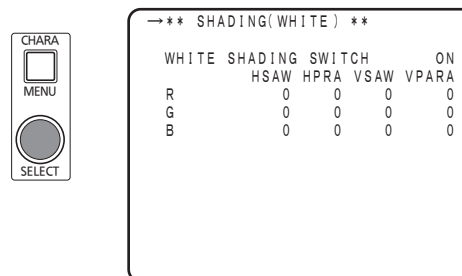 CHARA
MENU
SELECT
→** SHADING(WHITE) **
WHITE SHADING SWITCH ON
HSAW HPRA VSAW VPARA
R 0 0 0 0
G 0 0 0 0
B 0 0 0 0